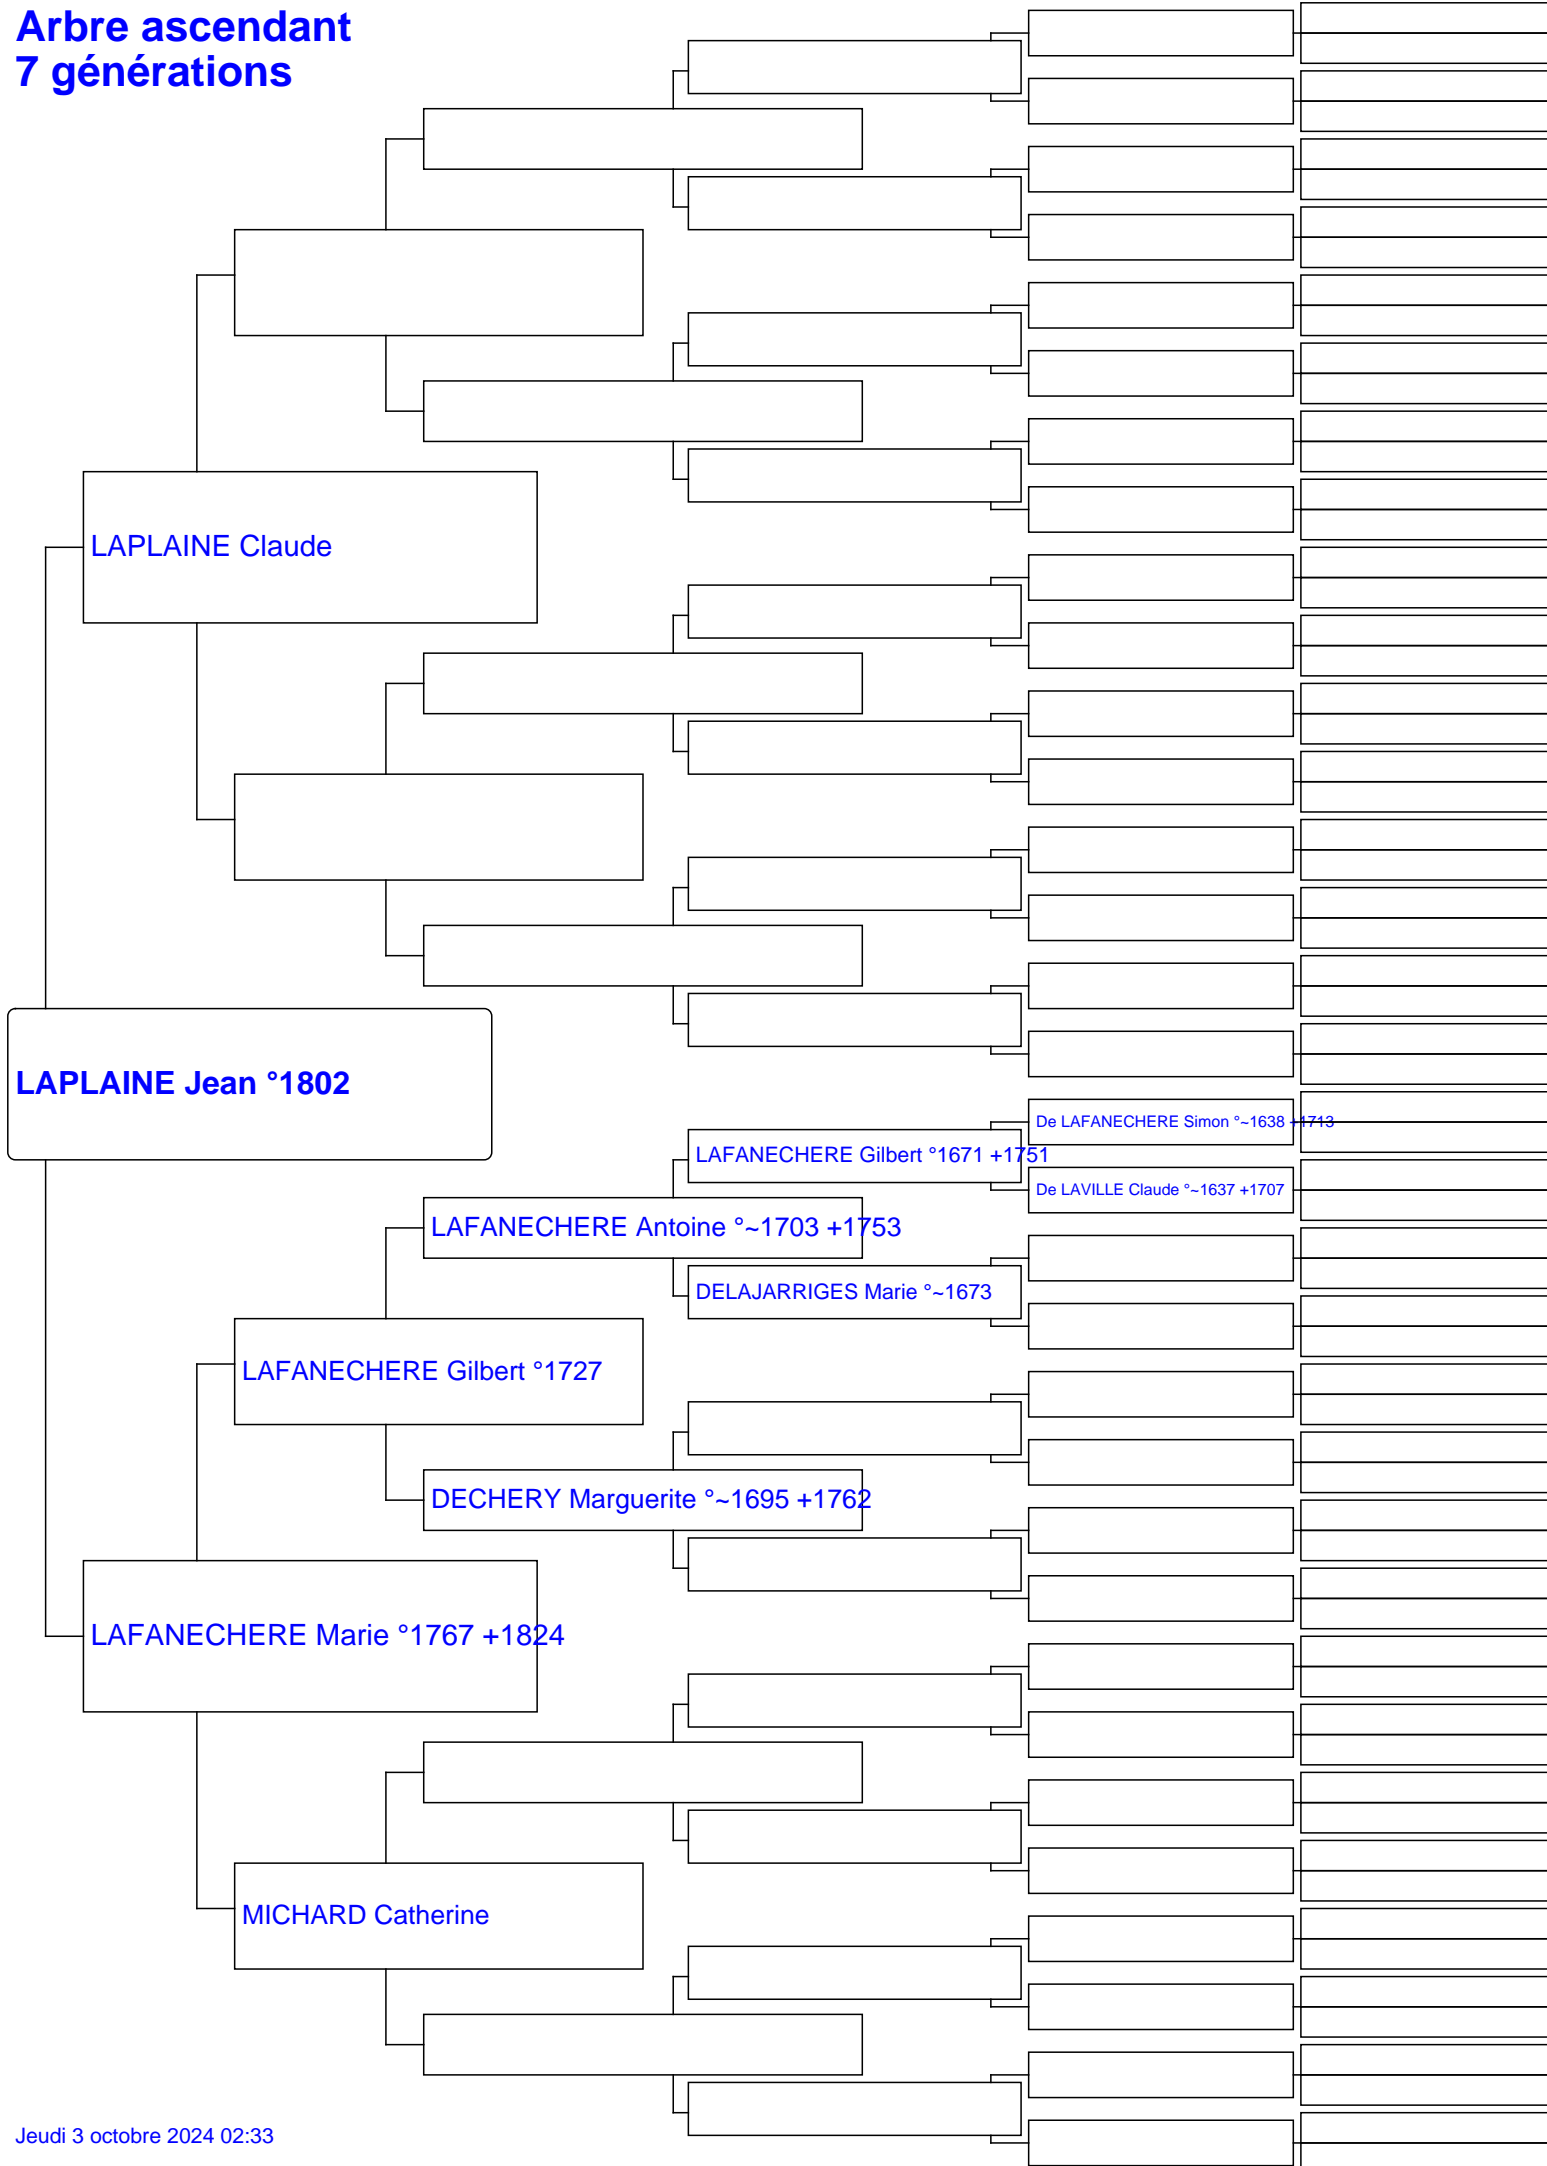 Arbre ascendant
7 générations
LAPLAINE Claude
LAPLAINE Jean °1802
De LAFANECHERE Simon °~1638 +1713
LAFANECHERE Gilbert °1671 +1751
De LAVILLE Claude °~1637 +1707
LAFANECHERE Antoine °~1703 +1753
DELAJARRIGES Marie °~1673
LAFANECHERE Gilbert °1727
DECHERY Marguerite °~1695 +1762
LAFANECHERE Marie °1767 +1824
MICHARD Catherine
Jeudi 3 octobre 2024 02:33